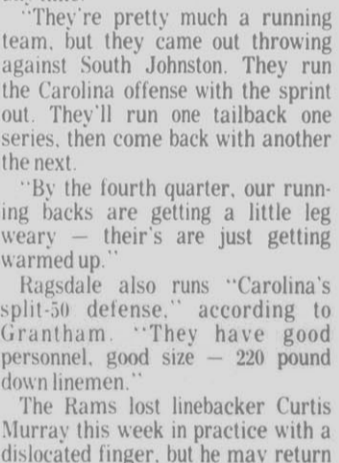 "They're pretty much a running
team, but they came out throwing
against South Johnston. They run
the Carolina offense with the sprint
out. They'll run one tailback one
series, then come back with another
the next.
"By the fourth quarter, our runn-
ing backs are getting a little leg
weary — their's are just getting
warmed up."
Ragsdale also runs "Carolina's
split-50 defense," according to
Grantham. "They have good
personnel, good size — 220 pound
down linemen."
The Rams lost linebacker Curtis
Murray this week in practice with a
dislocated finger, but he may return